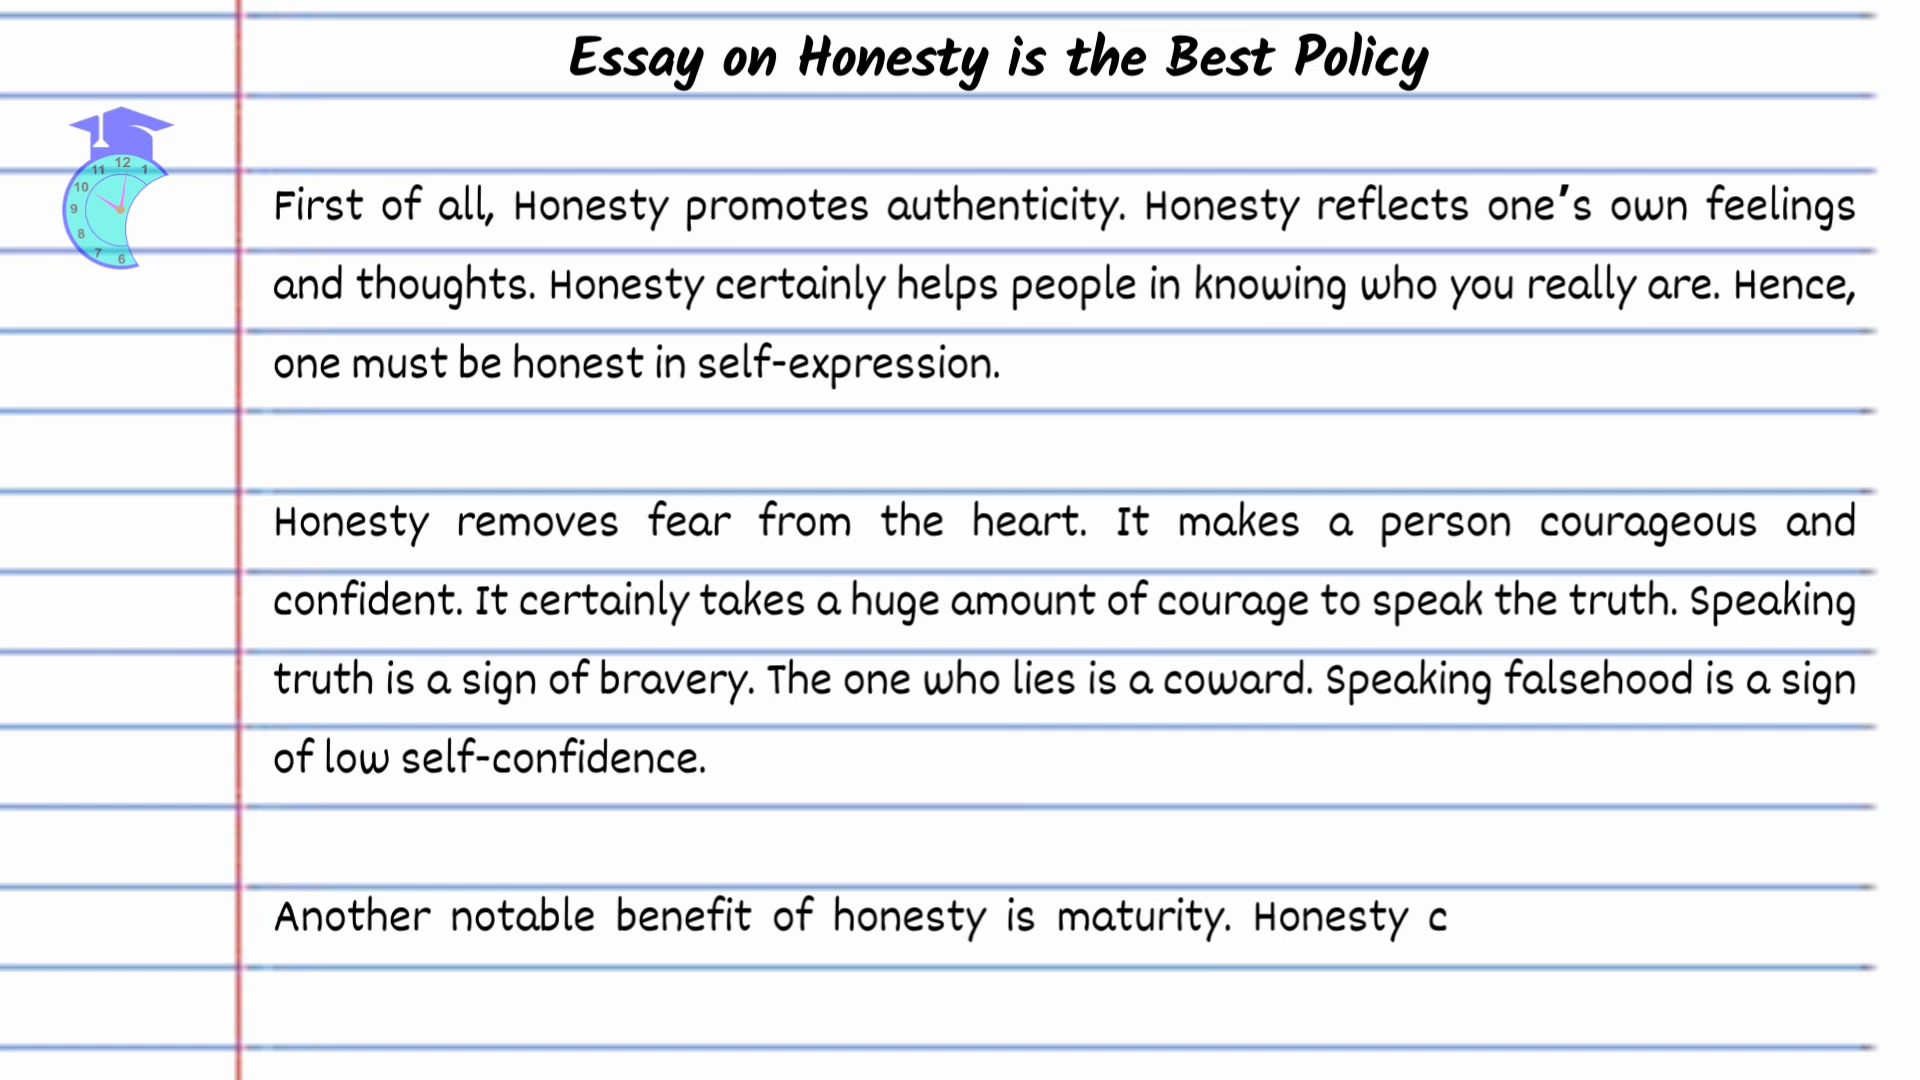 Essay on Honesty is the Best Policy
12
11
1
10
9
8
7
6
First of all, Honesty promotes authenticity. Honesty reflects one's own feelings
and thoughts. Honesty certainly helps people in knowing who you really are. Hence,
one must be honest in self-expression.
Honesty removes fear from the heart. It makes a person courageous and
confident. It certainly takes a huge amount of courage to speak the truth. Speaking
truth is a sign of bravery. The one who lies is a coward. Speaking falsehood is a sign
of low self-confidence.
Another notable benefit of honesty is maturity. Honesty c